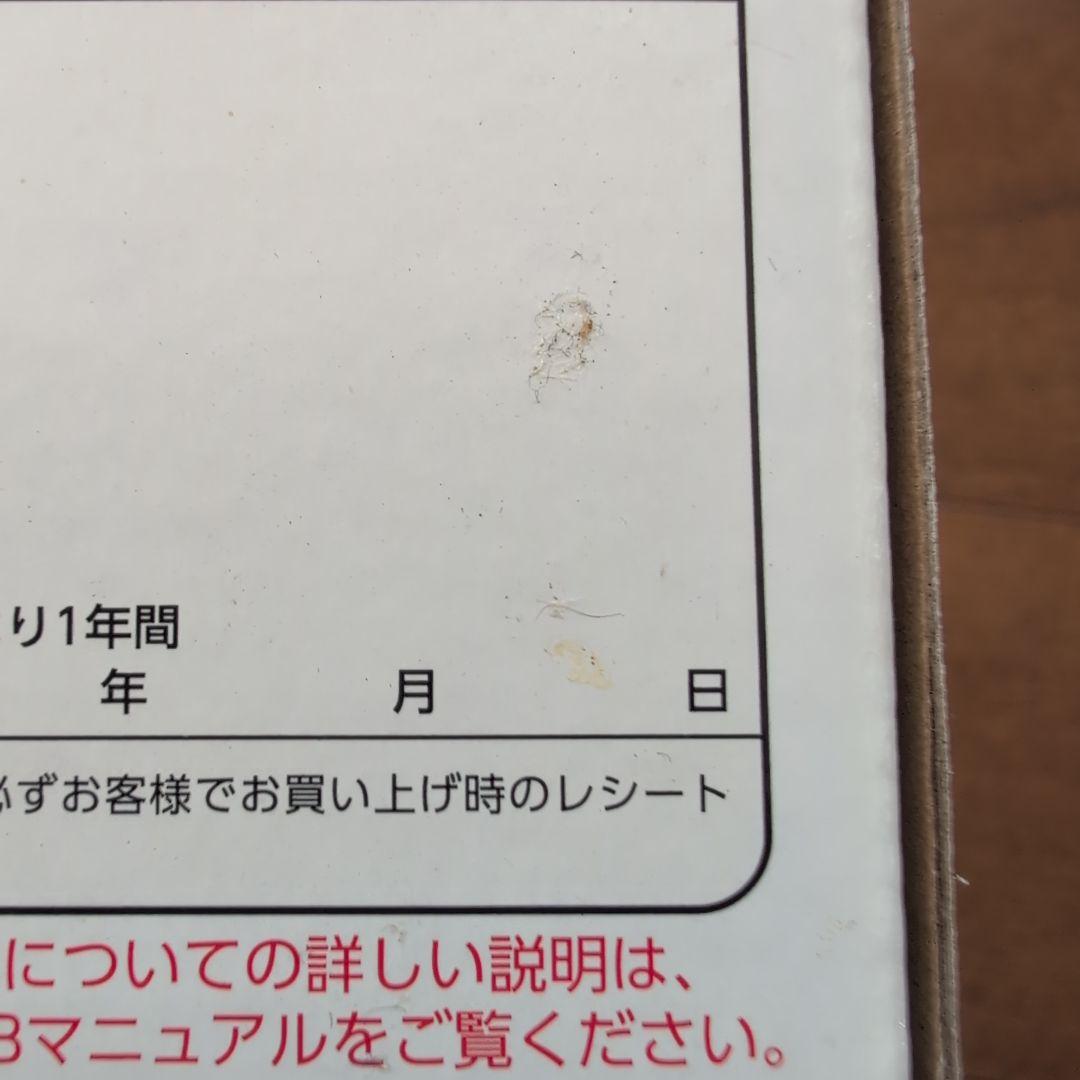 り1年間
年 月 日
必ずお客様でお買い上げ時のレシート
についての詳しい説明は、
3マニュアルをご覧ください。